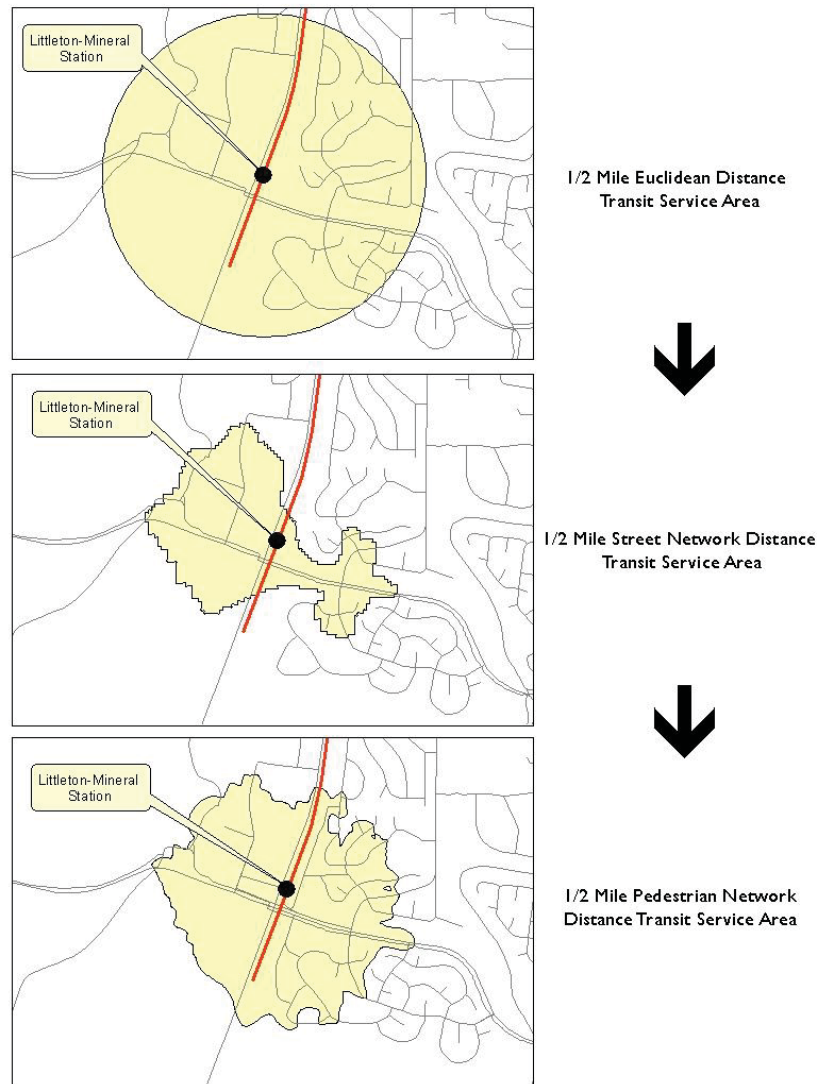 Littleton-Mineral
Station
1/2 Mile Euclidean Distance
Transit Service Area
Littleton-Mineral
Station
1/2 Mile Street Network Distance
Transit Service Area
Littleton-Mineral
Station
1/2 Mile Pedestrian Network
Distance Transit Service Area